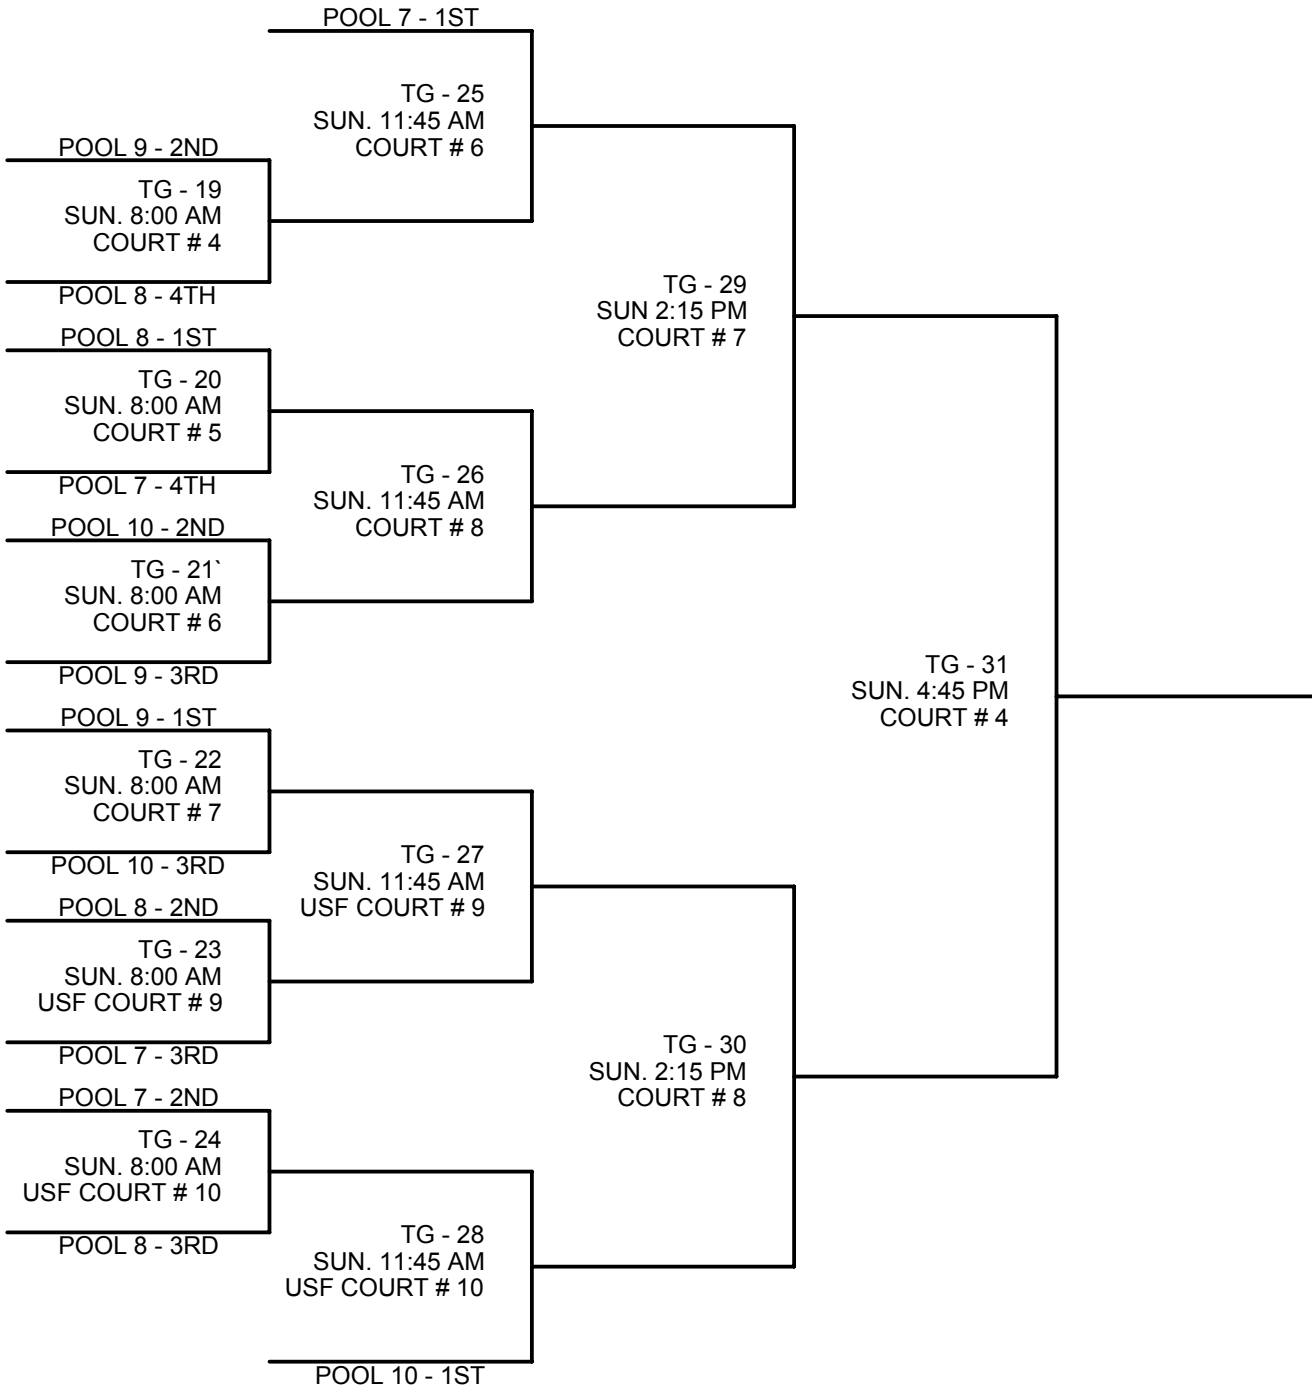 POOL 7 - 1ST
TG - 25
SUN. 11:45 AM
COURT # 6
POOL 9 - 2ND
TG - 19
SUN. 8:00 AM
COURT # 4
POOL 8 - 4TH
TG - 29
SUN 2:15 PM
COURT # 7
POOL 8 - 1ST
TG - 20
SUN. 8:00 AM
COURT # 5
POOL 7 - 4TH
TG - 26
SUN. 11:45 AM
COURT # 8
POOL 10 - 2ND
TG - 21`
SUN. 8:00 AM
COURT # 6
POOL 9 - 3RD
TG - 31
SUN. 4:45 PM
COURT # 4
POOL 9 - 1ST
TG - 22
SUN. 8:00 AM
COURT # 7
POOL 10 - 3RD
TG - 27
SUN. 11:45 AM
USF COURT # 9
POOL 8 - 2ND
TG - 23
SUN. 8:00 AM
USF COURT # 9
POOL 7 - 3RD
TG - 30
SUN. 2:15 PM
COURT # 8
POOL 7 - 2ND
TG - 24
SUN. 8:00 AM
USF COURT # 10
POOL 8 - 3RD
TG - 28
SUN. 11:45 AM
USF COURT # 10
POOL 10 - 1ST